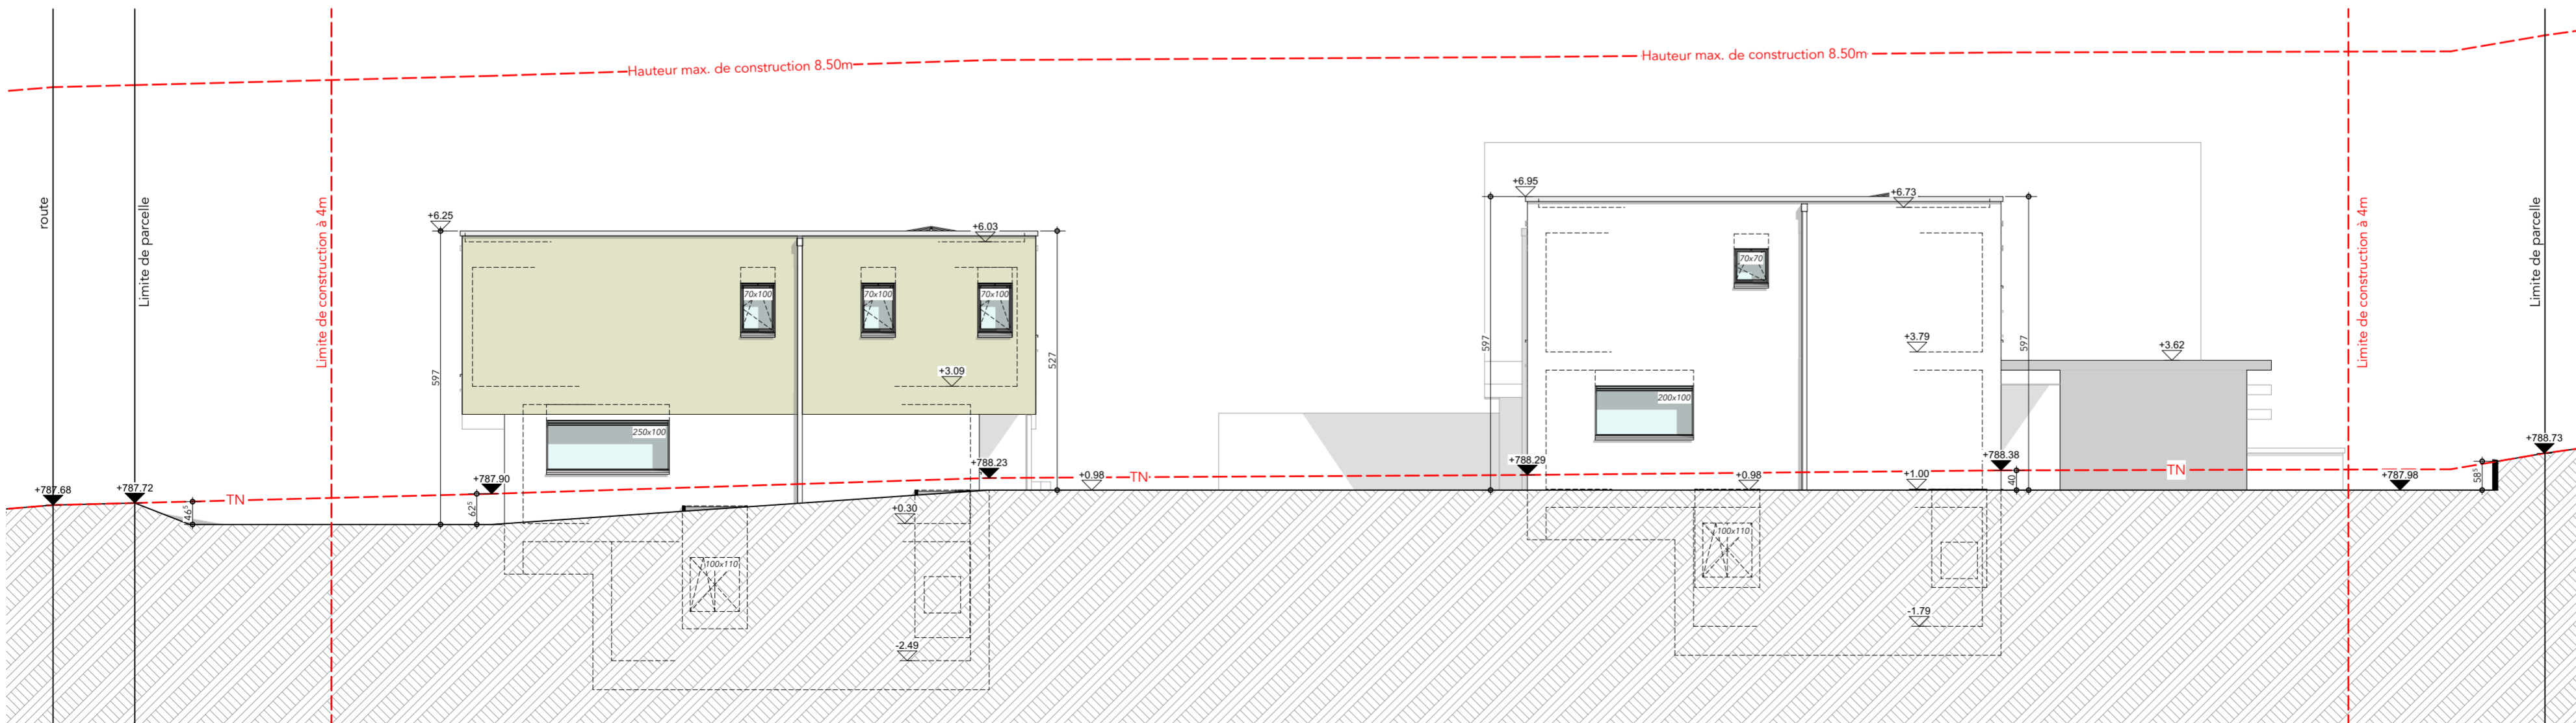 Hauteur max. de construction 8.50m
Hauteur max. de construction 8.50m
route
Limite de parcelle
Limite de construction à 4m
+6.25
+6.03
+6.95
+6.73
70x100
70x100
70x100
70x70
597
527
597
597
+3.09
+3.79
+3.62
250x100
200x100
Limite de construction à 4m
Limite de parcelle
+787.68
+787.72
TN
+787.90
+788.23
+0.98
TN
+788.29
+0.98
+1.00
+788.38
TN
+787.98
+788.73
46⁵
62⁵
40
58⁵
+0.30
100x110
100x110
-2.49
-1.79